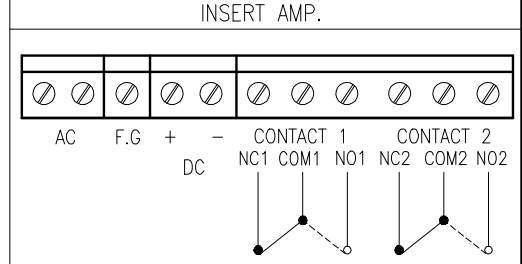 INSERT AMP.
AC F.G + − CONTACT 1 CONTACT 2
DC NC1 COM1 NO1 NC2 COM2 NO2